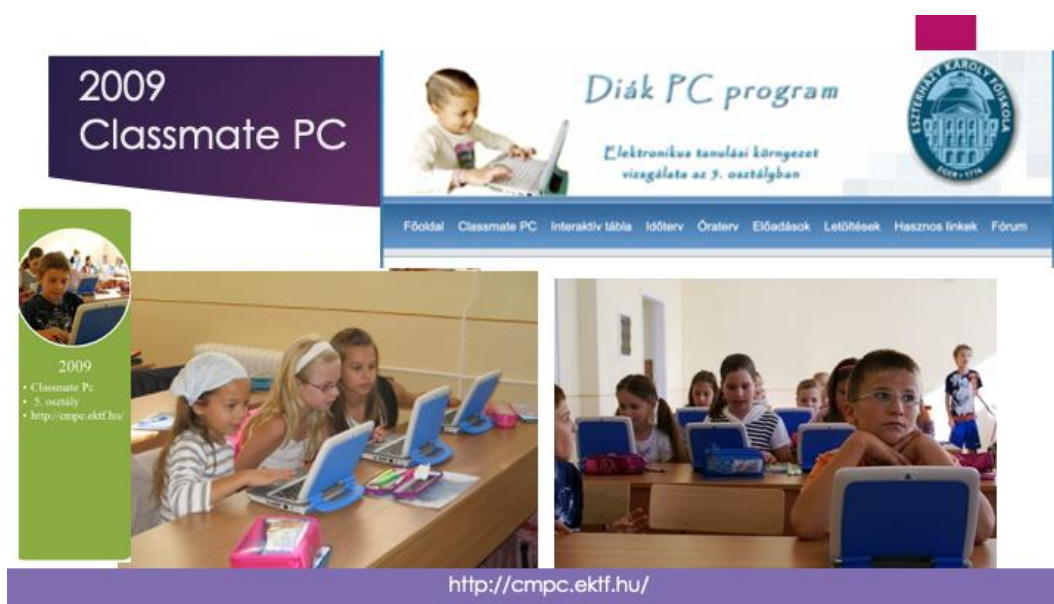 2009
Classmate PC
Diák PC program
Elektronikus tanulási környezet
vizsgálata az 5. osztályban
ESZTERHÁZY KÁROLY FŐISKOLA
EGER • 1774
Főoldal Classmate PC Interaktív tábla Időterv Óraterv Előadások Letöltések Hasznos linkek Fórum
2009
• Classmate Pc
• 5. osztály
• http://cmpc.ektf.hu/
http://cmpc.ektf.hu/